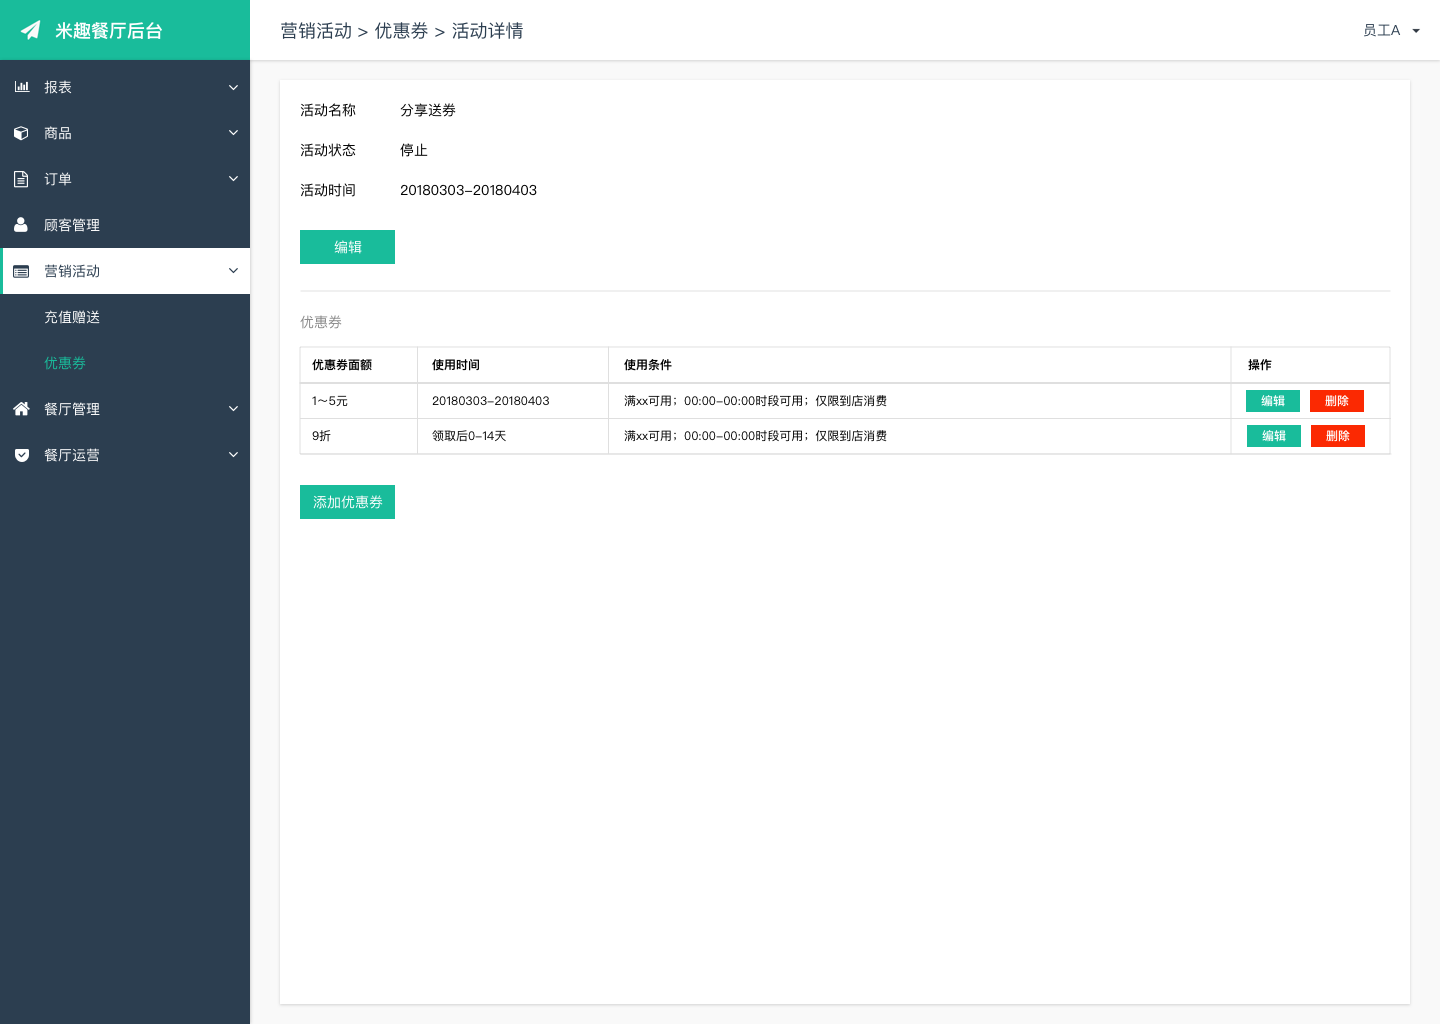 米趣餐厅后台
营销活动 > 优惠券 > 活动详情
员工A
报表
商品
订单
顾客管理
营销活动
充值赠送
优惠券
餐厅管理
餐厅运营
活动名称 分享送券
活动状态 停止
活动时间 20180303-20180403
编辑
优惠券
优惠券面额 使用时间 使用条件 操作
1～5元 20180303-20180403 满xx可用；00:00-00:00时段可用；仅限到店消费 编辑 删除
9折 领取后0-14天 满xx可用；00:00-00:00时段可用；仅限到店消费 编辑 删除
添加优惠券